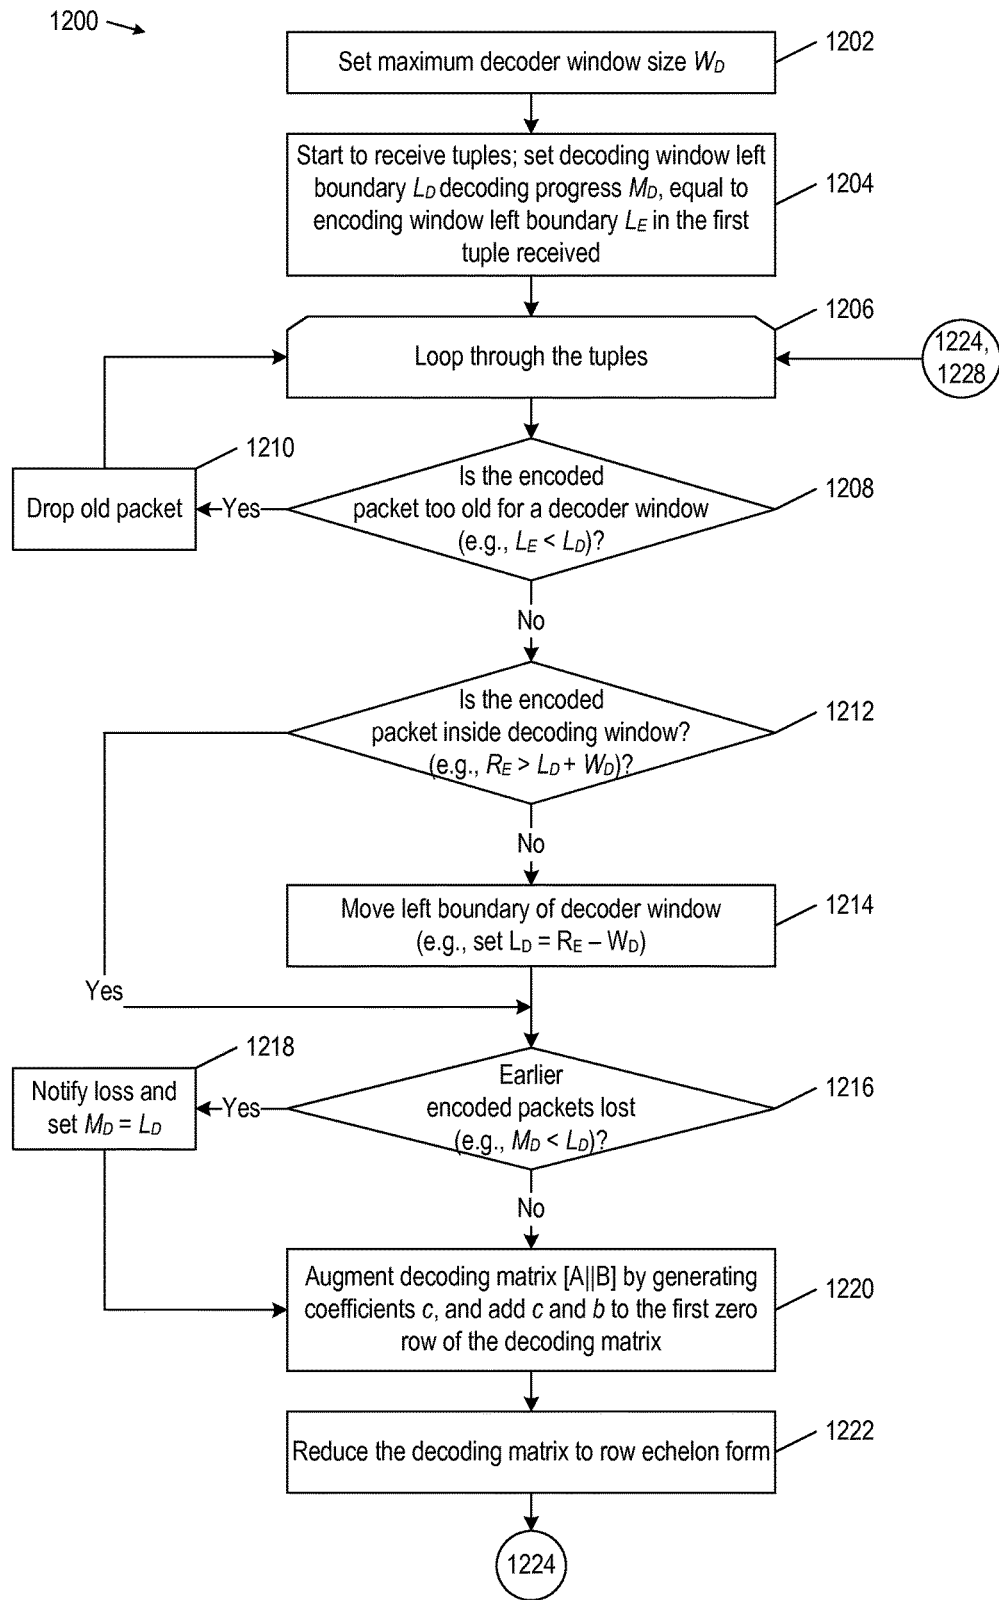 1200
Set maximum decoder window size W_D
1202
Start to receive tuples; set decoding window left
boundary L_D decoding progress M_D, equal to
encoding window left boundary L_E in the first
tuple received
1204
1206
Loop through the tuples
1224,
1228
1210
Drop old packet
Yes
Is the encoded
packet too old for a decoder window
(e.g., L_E < L_D)?
1208
No
Is the encoded
packet inside decoding window?
(e.g., R_E > L_D + W_D)?
1212
No
Move left boundary of decoder window
(e.g., set L_D = R_E – W_D)
1214
Yes
1218
Notify loss and
set M_D = L_D
Yes
Earlier
encoded packets lost
(e.g., M_D < L_D)?
1216
No
Augment decoding matrix [A||B] by generating
coefficients c, and add c and b to the first zero
row of the decoding matrix
1220
Reduce the decoding matrix to row echelon form
1222
1224